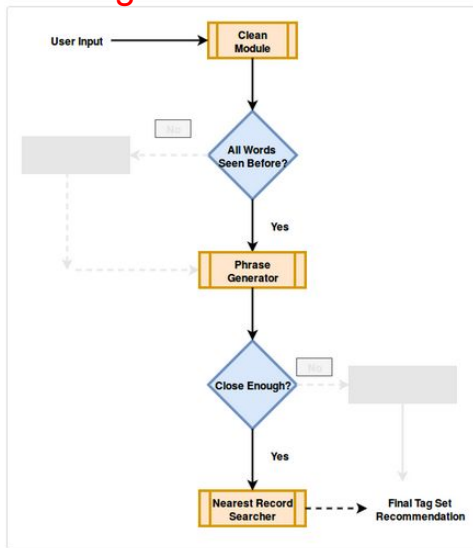 User Input
Clean
Module
No
All Words
Seen Before?
Yes
Phrase
Generator
No
Close Enough?
Yes
Nearest Record
Searcher
Final Tag Set
Recommendation